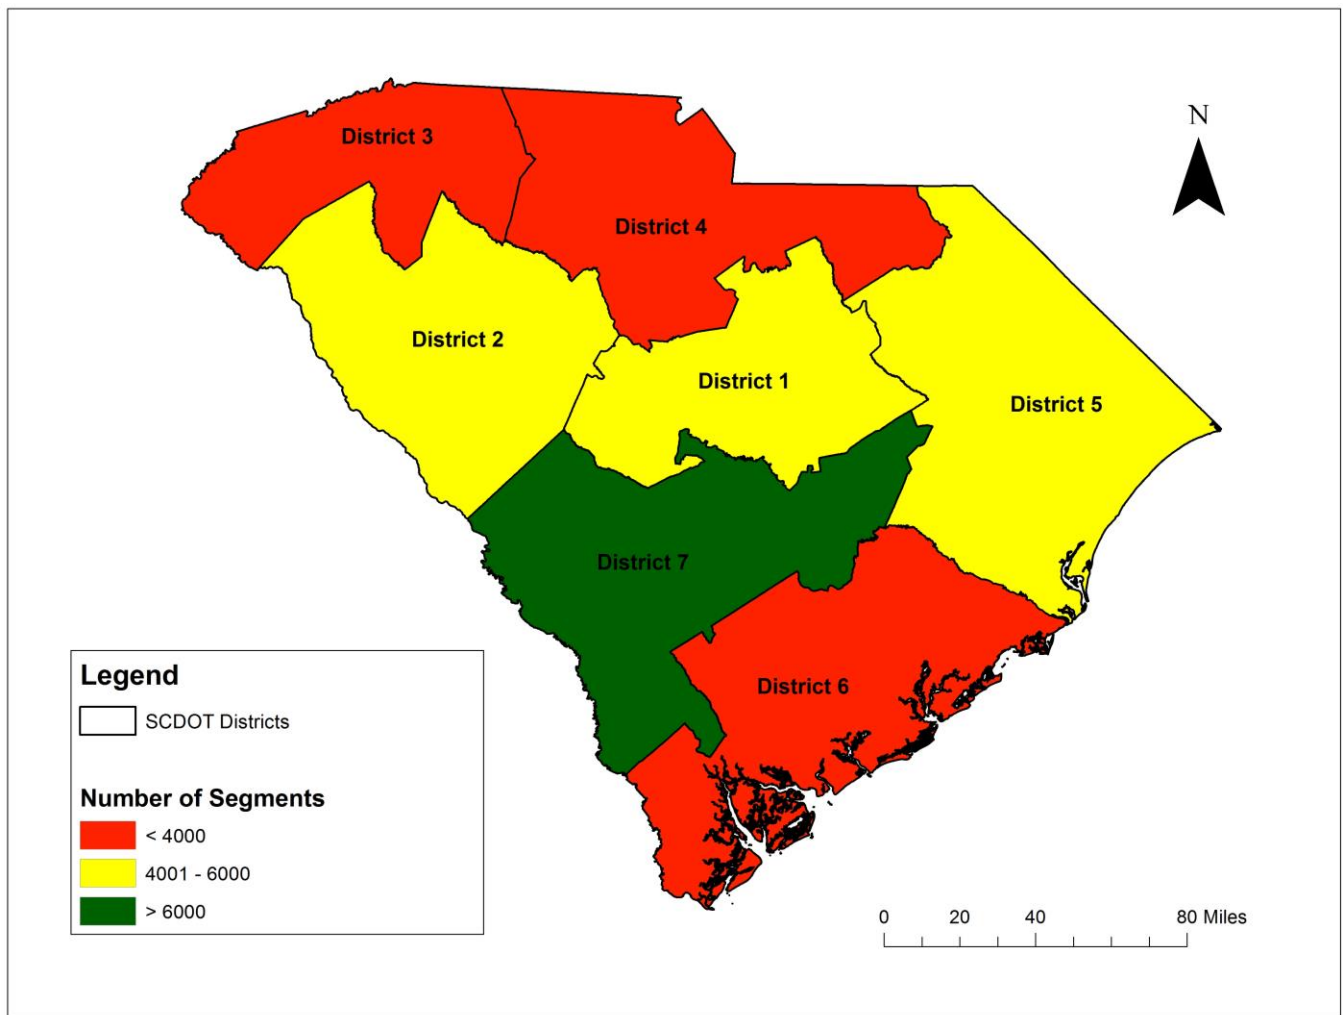 N
District 3
District 4
District 2
District 1
District 5
District 7
District 6
Legend
SCDOT Districts
Number of Segments
< 4000
4001 - 6000
> 6000
0 20 40 80 Miles